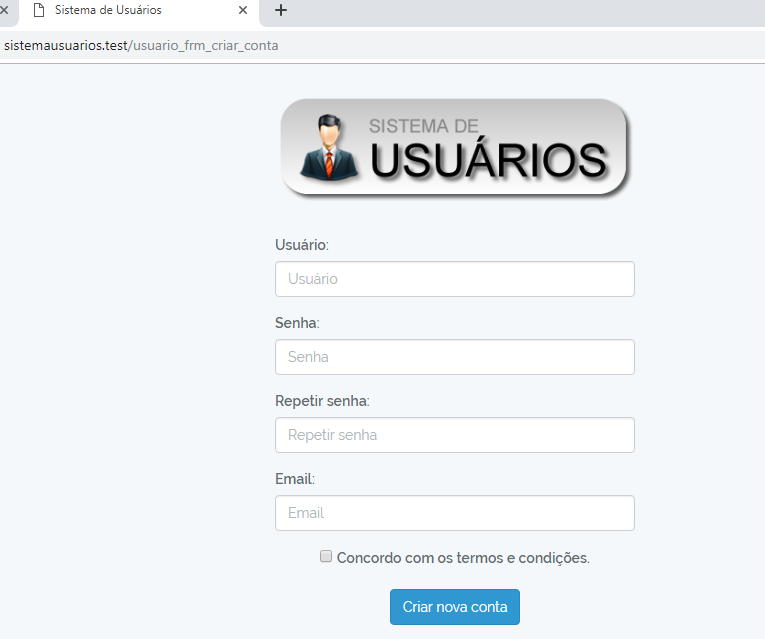 Sistema de Usuários
sistemausuarios.test/usuario_frm_criar_conta
SISTEMA DE
USUÁRIOS
Usuário:
Usuário
Senha:
Senha
Repetir senha:
Repetir senha
Email:
Email
Concordo com os termos e condições.
Criar nova conta